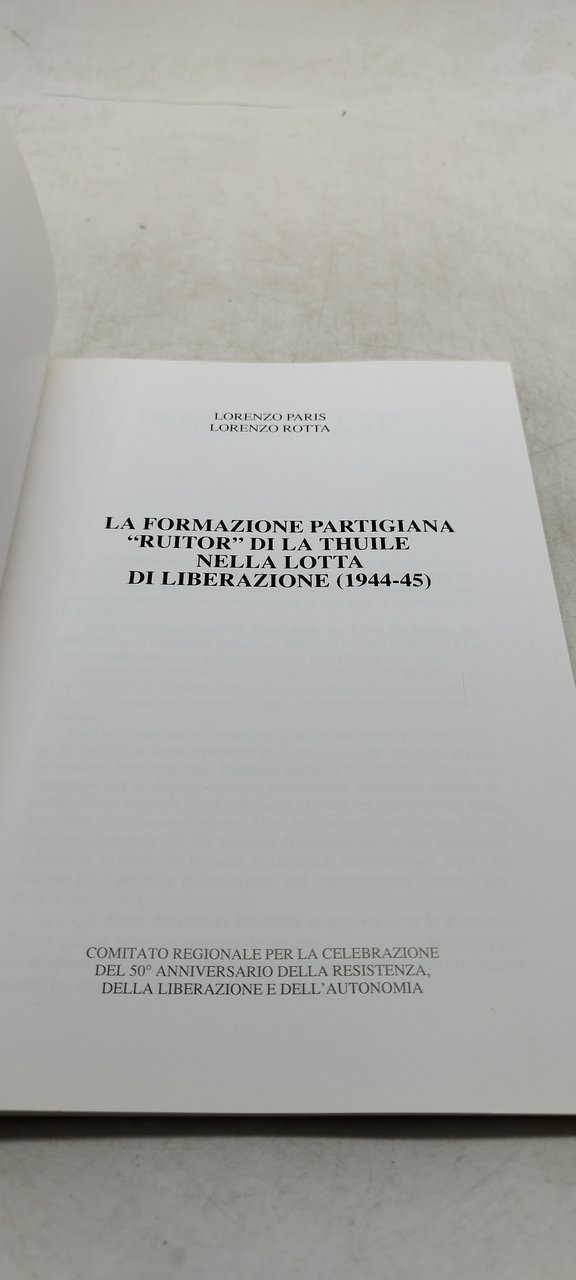 LORENZO PARIS
LORENZO ROTTA
LA FORMAZIONE PARTIGIANA
“RUITOR” DI LA THUILE
NELLA LOTTA
DI LIBERAZIONE (1944-45)
COMITATO REGIONALE PER LA CELEBRAZIONE
DEL 50° ANNIVERSARIO DELLA RESISTENZA,
DELLA LIBERAZIONE E DELL’AUTONOMIA